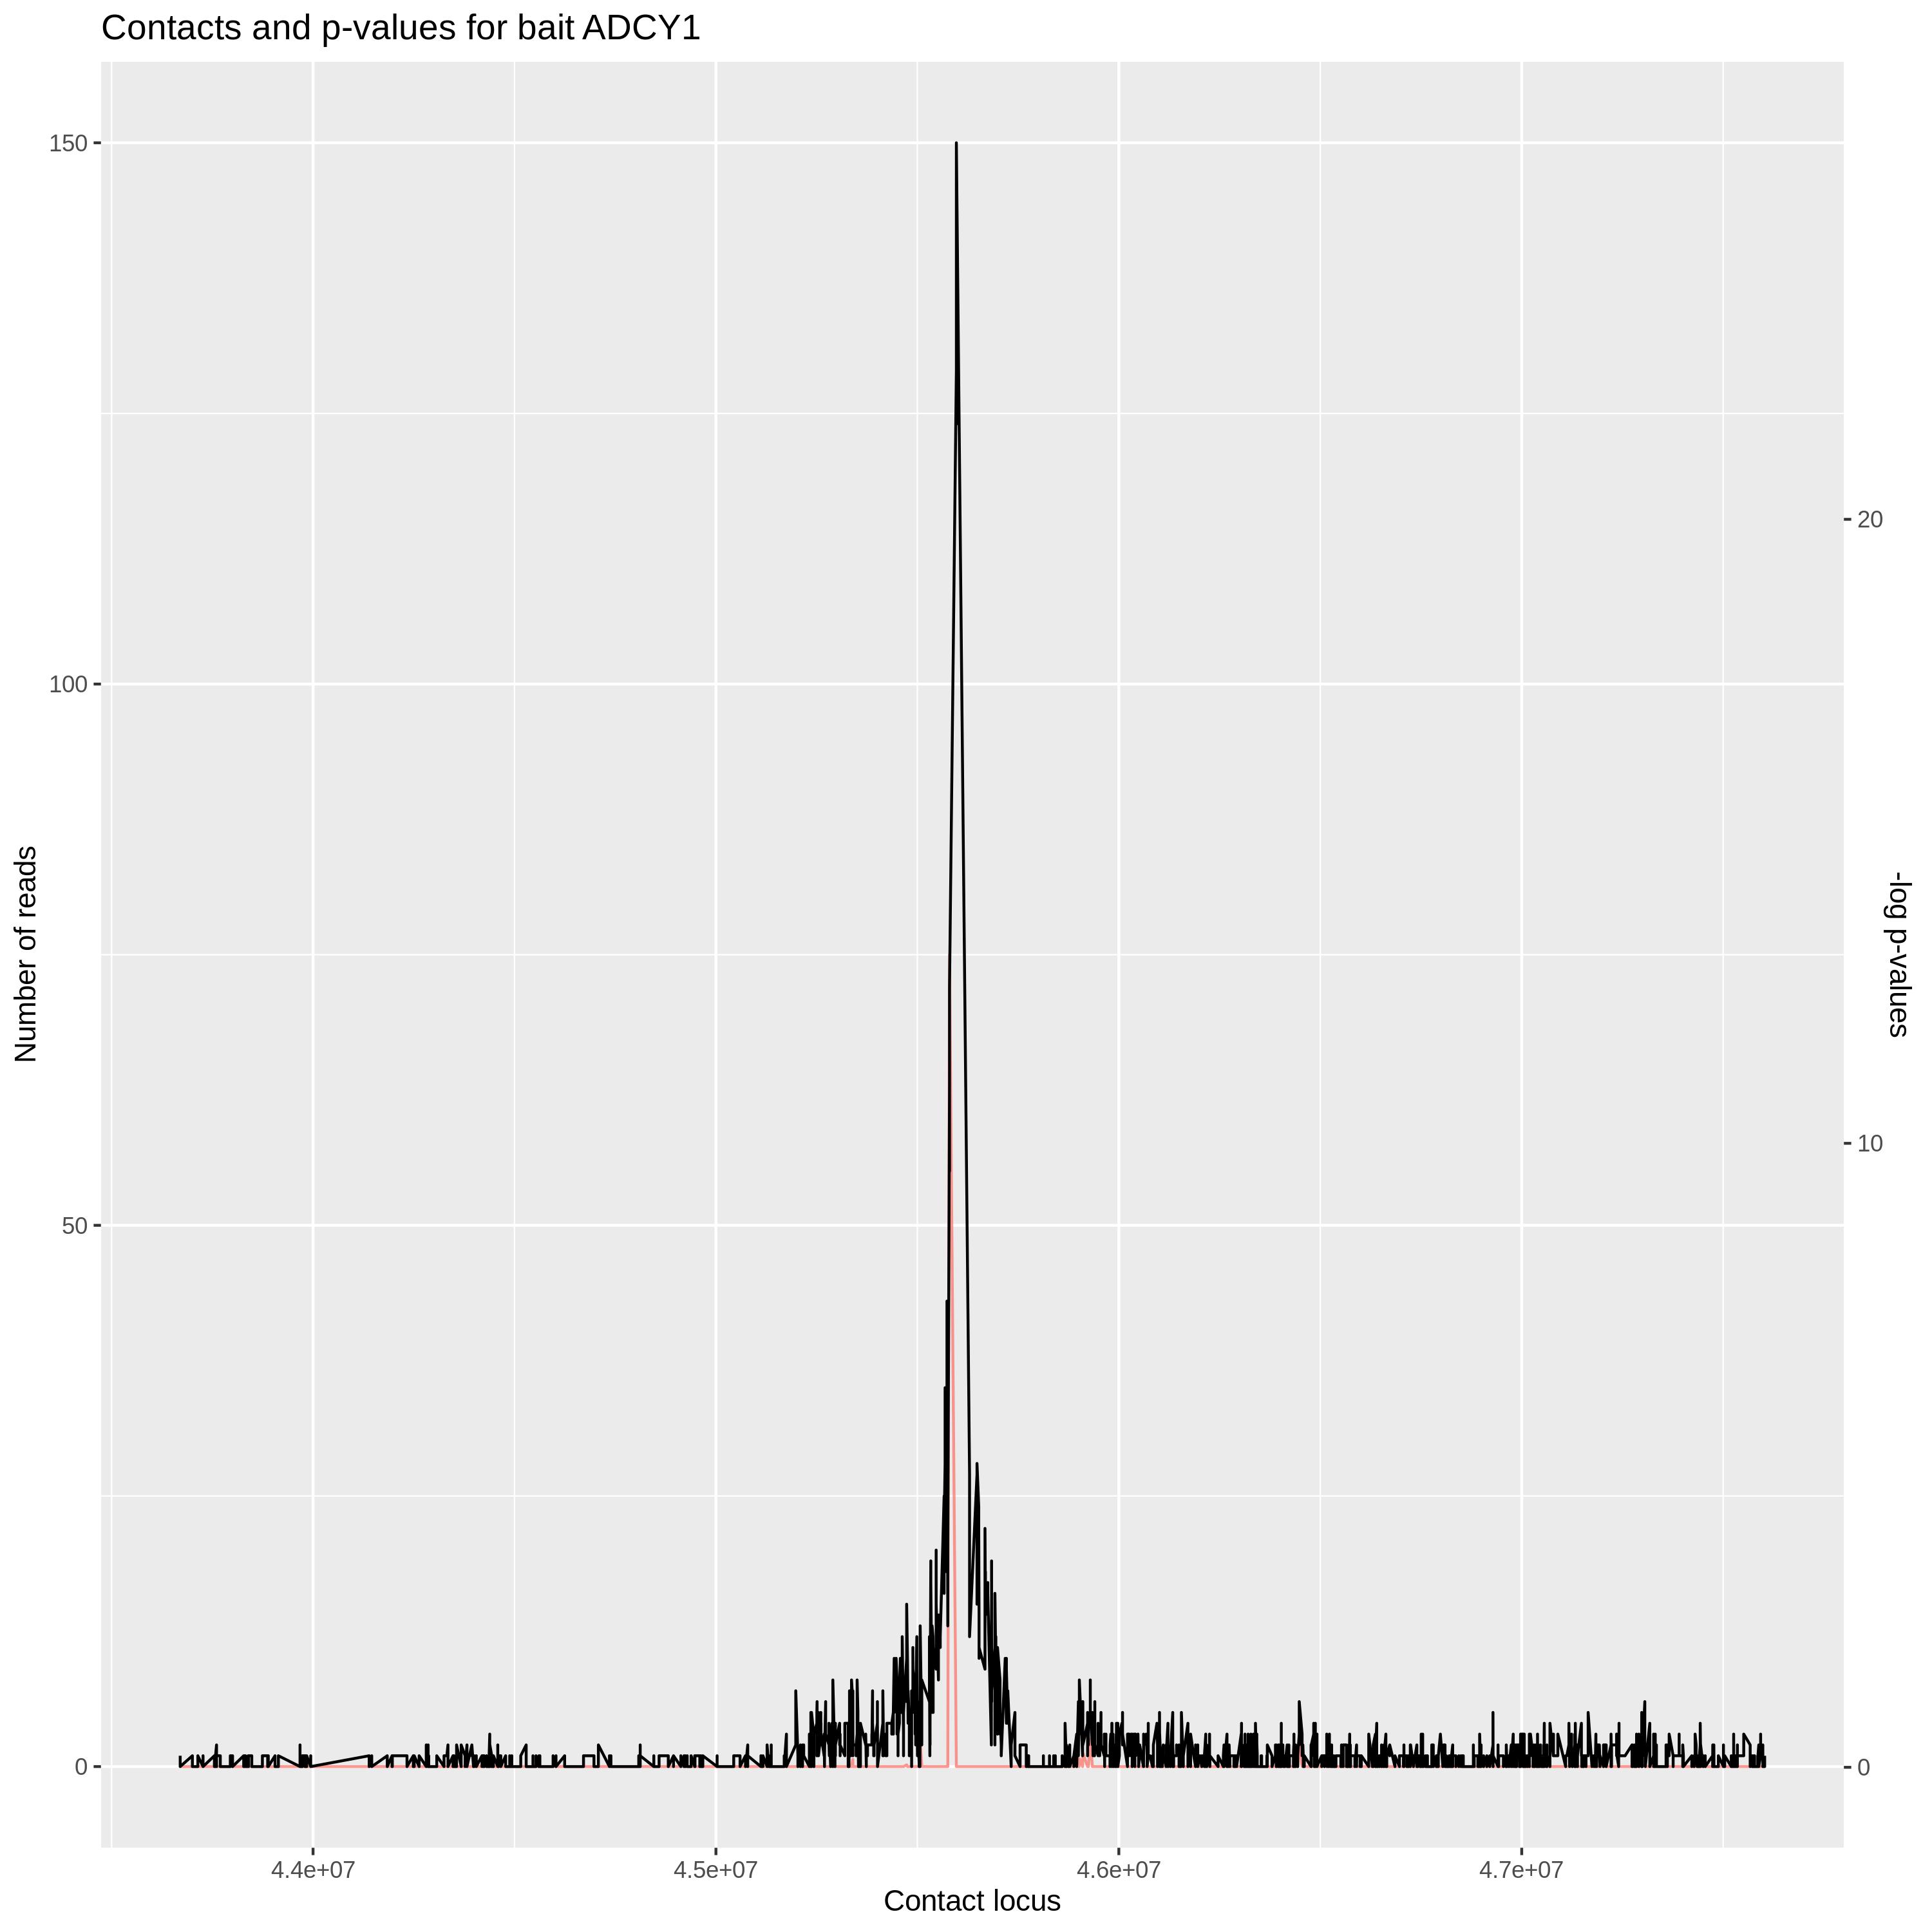 Contacts and p-values for bait ADCY1
150
100
50
0
Number of reads
20
10
0
-log p-values
4.4e+07
4.5e+07
4.6e+07
4.7e+07
Contact locus